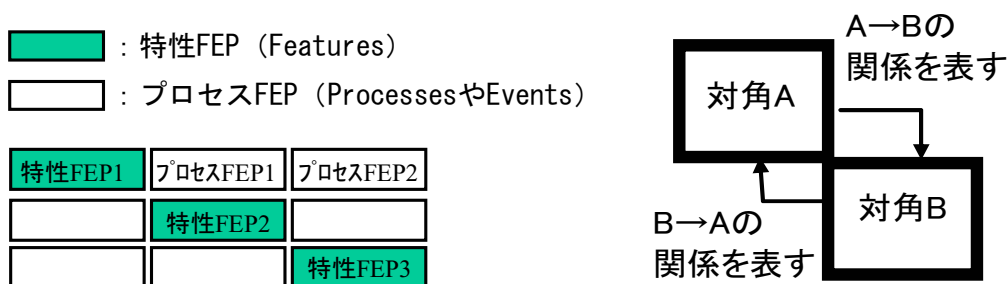 : 特性FEP (Features)
: プロセスFEP (ProcessesやEvents)
特性FEP1 プロセスFEP1 プロセスFEP2
特性FEP2
特性FEP3
A→Bの
関係を表す
対角A
対角B
B→Aの
関係を表す